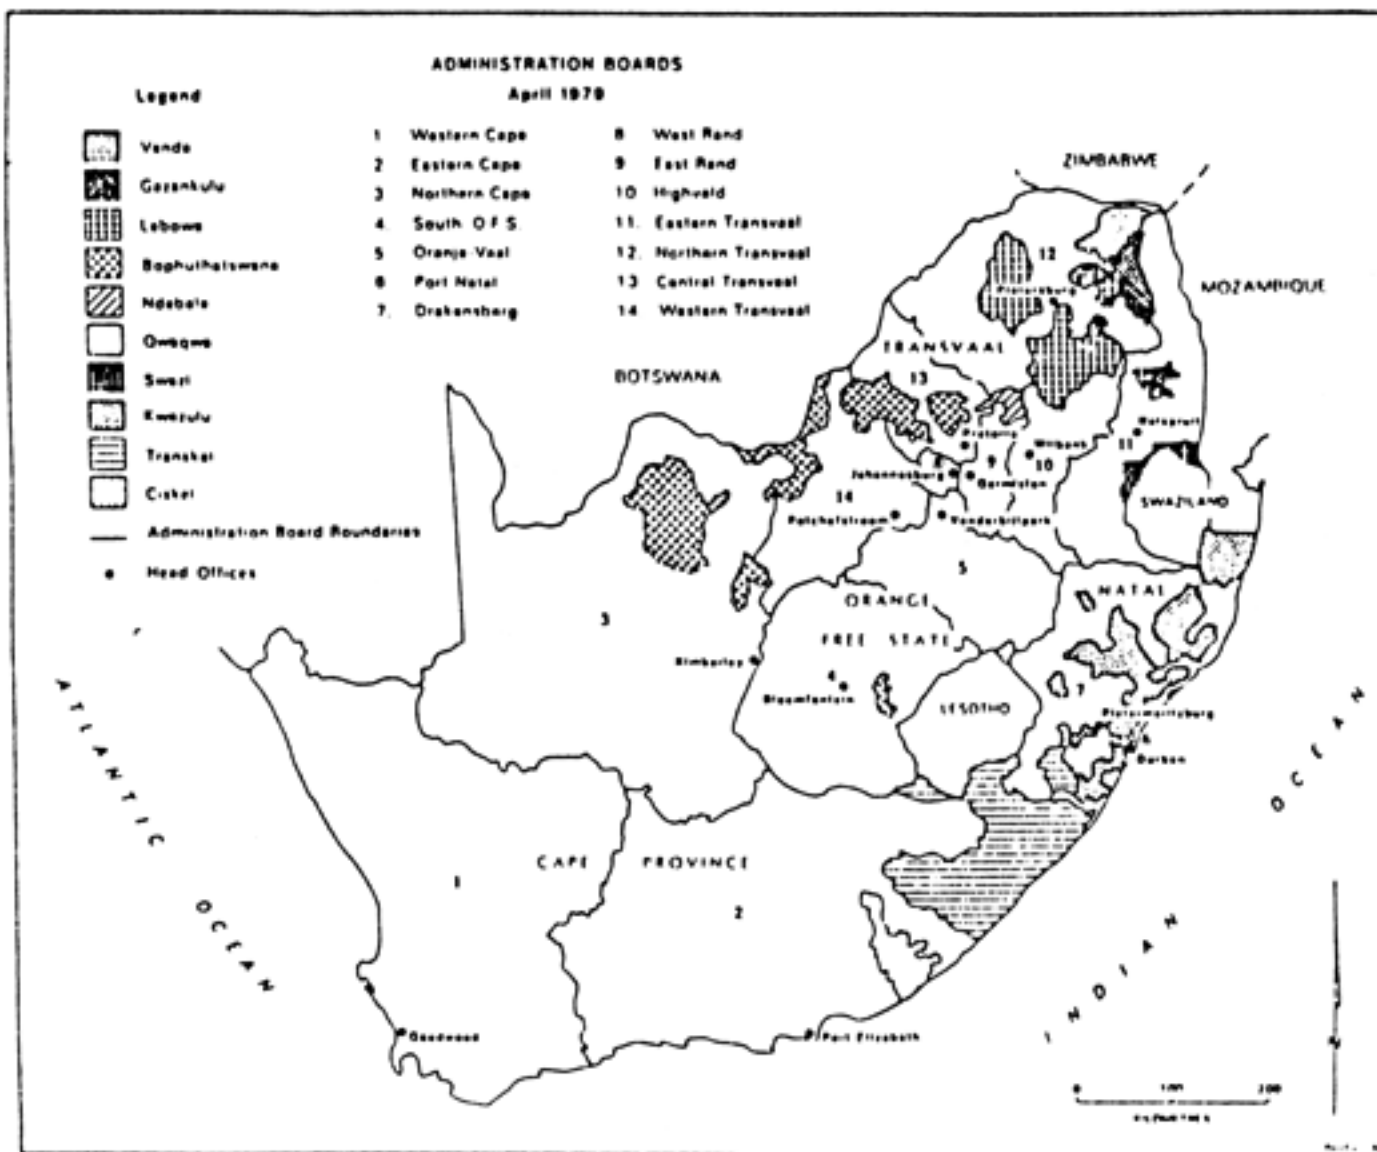 ADMINISTRATION BOARDS
April 1979
Legend
Venda
Gazankulu
Lebowa
Bophuthatswana
Ndebele
Qwaqwa
Swazi
Kwazulu
Transkei
Ciskei
Administration Board Boundaries
Head Offices
1 Western Cape
2 Eastern Cape
3 Northern Cape
4. South. O.F.S.
5 Oranje-Vaal
6 Port Natal
7. Drakensberg
8 West Rand
9 East Rand
10 Highveld
11. Eastern Transvaal
12. Northern Transvaal
13 Central Transvaal
14 Western Transvaal
ZIMBABWE
MOZAMBIQUE
BOTSWANA
12
Pietersburg
TRANSVAAL
13
Nelspruit
11
Pretoria
Witbank
10
9
8
Johannesburg
Germiston
SWAZILAND
14
Potchefstroom
Vanderbijlpark
5
NATAL
ORANGE
FREE STATE
3
Kimberley
4
Bloemfontein
LESOTHO
7
Pietermaritzburg
6
Durban
CAPE PROVINCE
1
2
Goodwood
Port Elizabeth
ATLANTIC OCEAN
INDIAN OCEAN
0 100 200
KILOMETRES
N